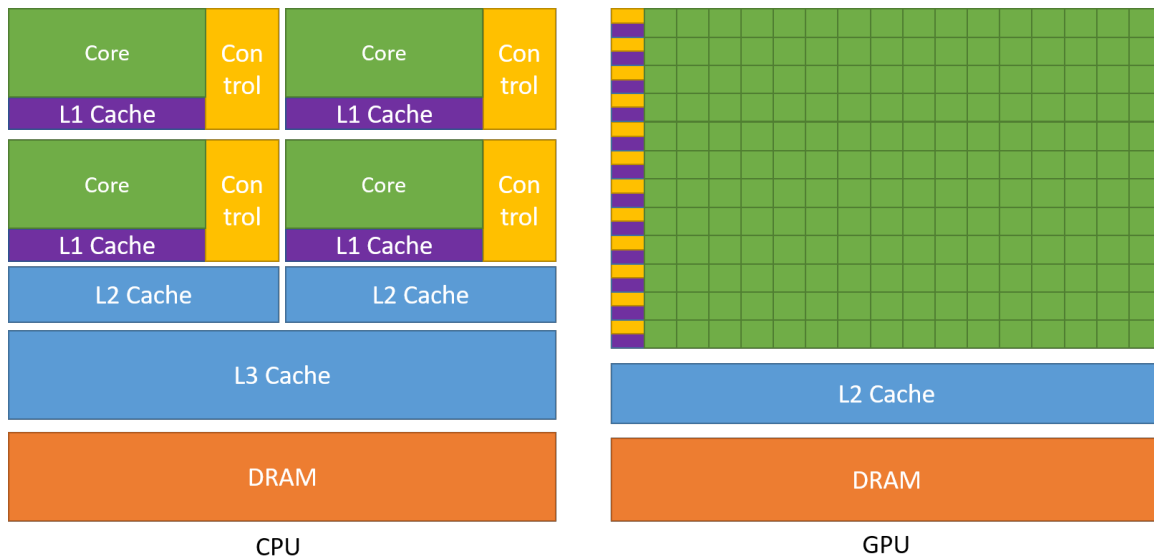 Core
Con
trol
L1 Cache
Core
Con
trol
L1 Cache
Core
Con
trol
L1 Cache
Core
Con
trol
L1 Cache
L2 Cache
L2 Cache
L3 Cache
DRAM
CPU
L2 Cache
DRAM
GPU